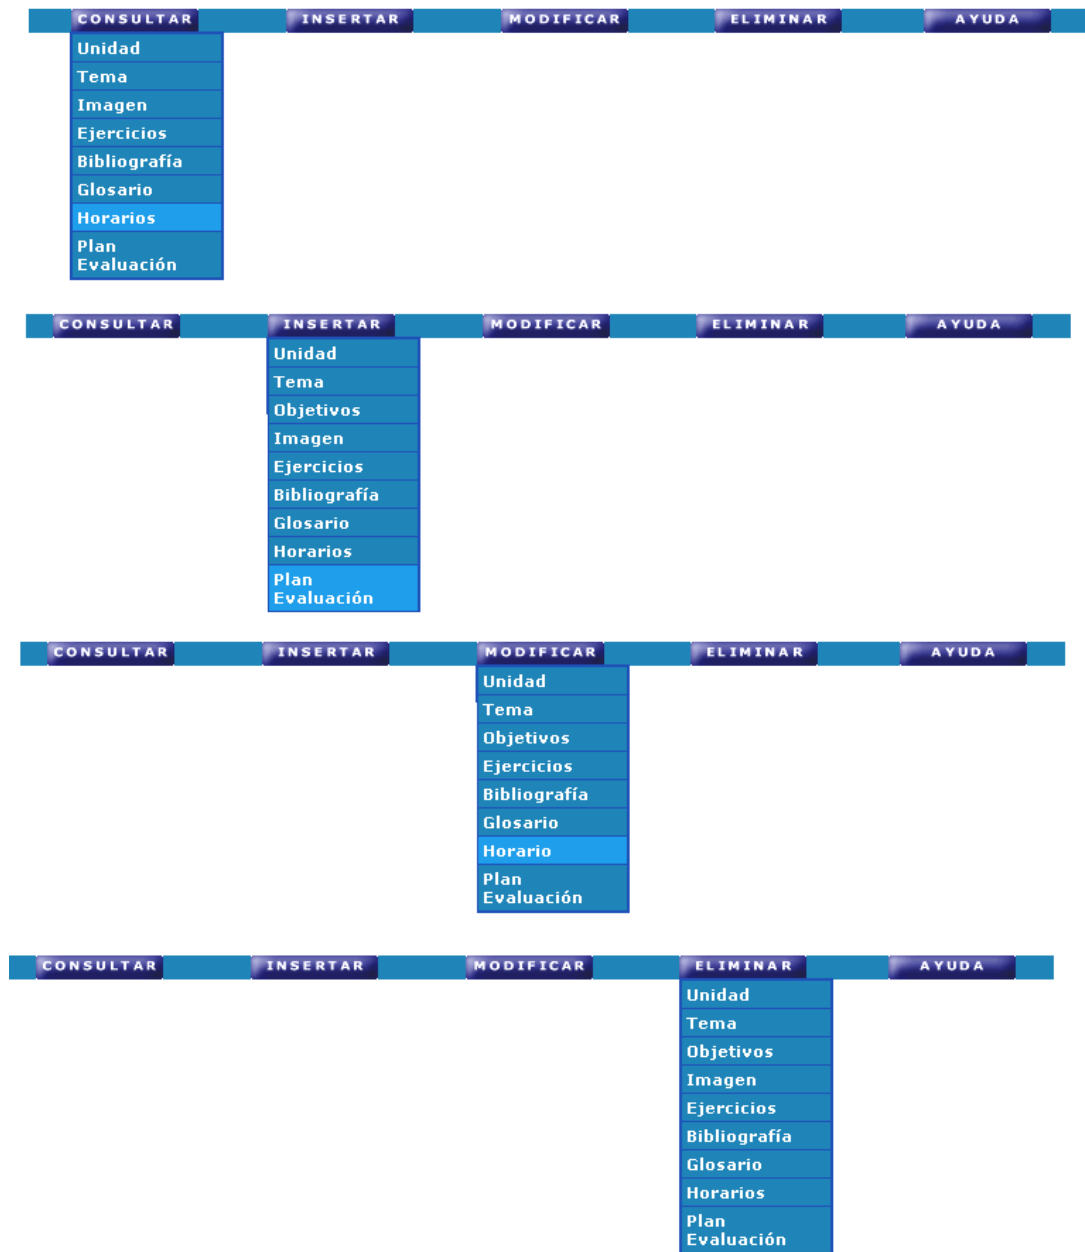 CONSULTAR INSERTAR MODIFICAR ELIMINAR AYUDA
Unidad
Tema
Imagen
Ejercicios
Bibliografía
Glosario
Horarios
Plan
Evaluación
CONSULTAR INSERTAR MODIFICAR ELIMINAR AYUDA
Unidad
Tema
Objetivos
Imagen
Ejercicios
Bibliografía
Glosario
Horarios
Plan
Evaluación
CONSULTAR INSERTAR MODIFICAR ELIMINAR AYUDA
Unidad
Tema
Objetivos
Ejercicios
Bibliografía
Glosario
Horario
Plan
Evaluación
CONSULTAR INSERTAR MODIFICAR ELIMINAR AYUDA
Unidad
Tema
Objetivos
Imagen
Ejercicios
Bibliografía
Glosario
Horarios
Plan
Evaluación